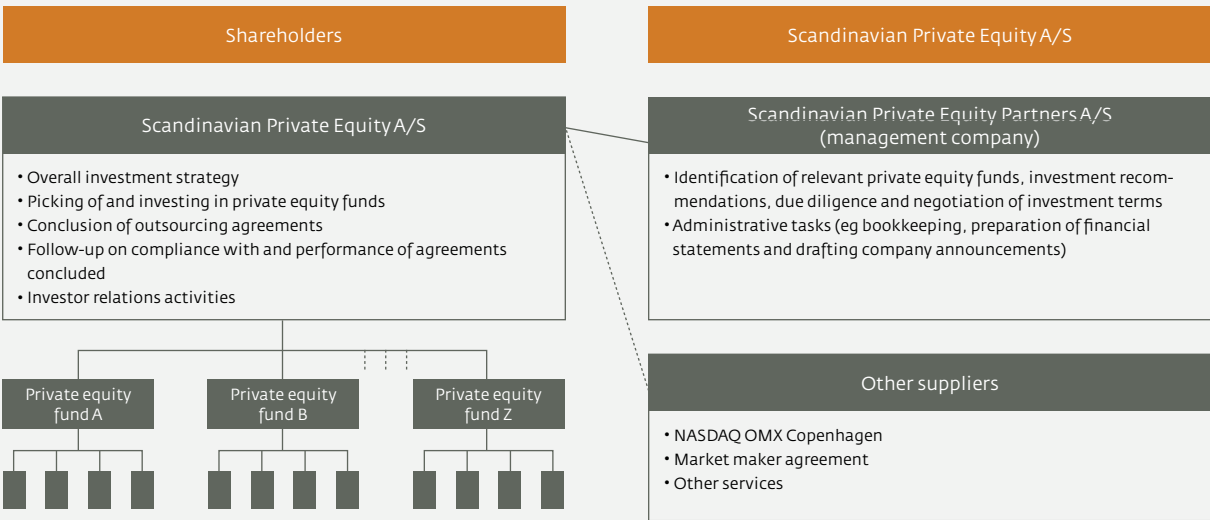 Shareholders
Scandinavian Private Equity A/S
• Overall investment strategy
• Picking of and investing in private equity funds
• Conclusion of outsourcing agreements
• Follow-up on compliance with and performance of agreements
concluded
• Investor relations activities
Private equity
fund A
Private equity
fund B
Private equity
fund Z
Scandinavian Private Equity A/S
Scandinavian Private Equity Partners A/S
(management company)
• Identification of relevant private equity funds, investment recom-
mendations, due diligence and negotiation of investment terms
• Administrative tasks (eg bookkeeping, preparation of financial
statements and drafting company announcements)
Other suppliers
• NASDAQ OMX Copenhagen
• Market maker agreement
• Other services